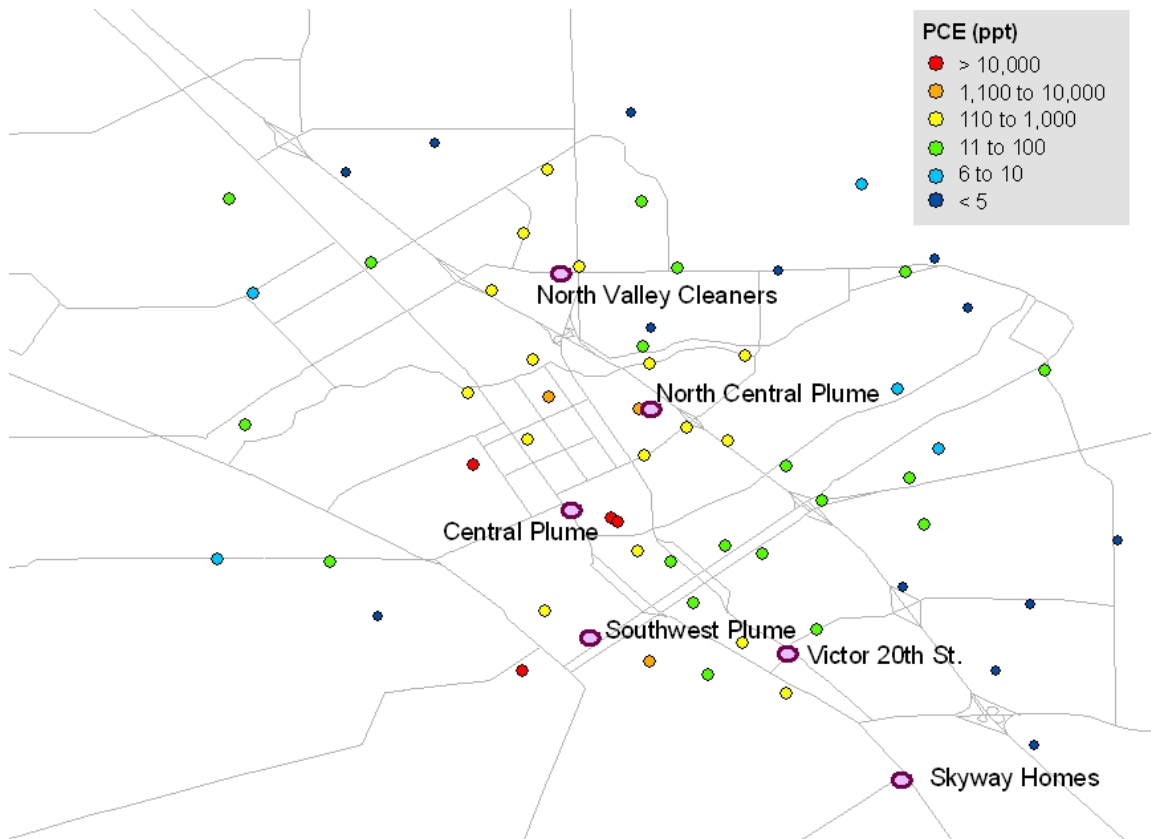 PCE (ppt)
> 10,000
1,100 to 10,000
110 to 1,000
11 to 100
6 to 10
< 5
North Valley Cleaners
North Central Plume
Central Plume
Southwest Plume
Victor 20th St.
Skyway Homes